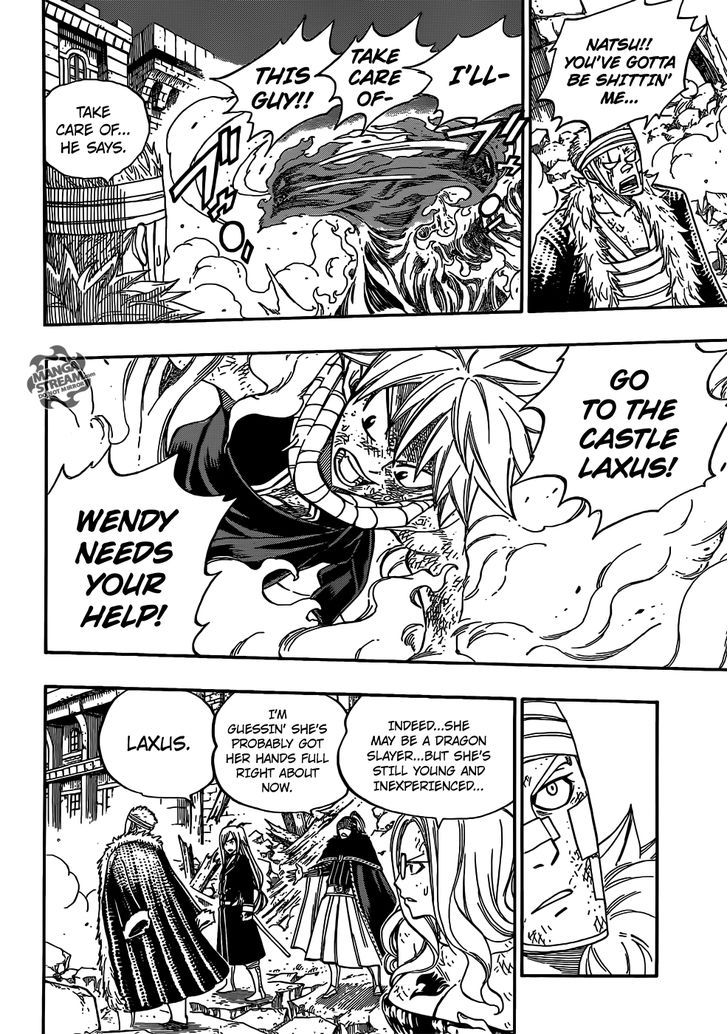 NATSU!!
YOU'VE GOTTA
BE SHITTIN'
ME...
I'LL-
TAKE
CARE
OF-
THIS
GUY!!
TAKE
CARE OF...
HE SAYS.
GO
TO THE
CASTLE
LAXUS!
WENDY
NEEDS
YOUR
HELP!
MANGA
STREAM
INDEED...SHE
MAY BE A DRAGON
SLAYER...BUT SHE'S
STILL YOUNG AND
INEXPERIENCED...
I'M
GUESSIN' SHE'S
PROBABLY GOT
HER HANDS FULL
RIGHT ABOUT
NOW.
LAXUS.